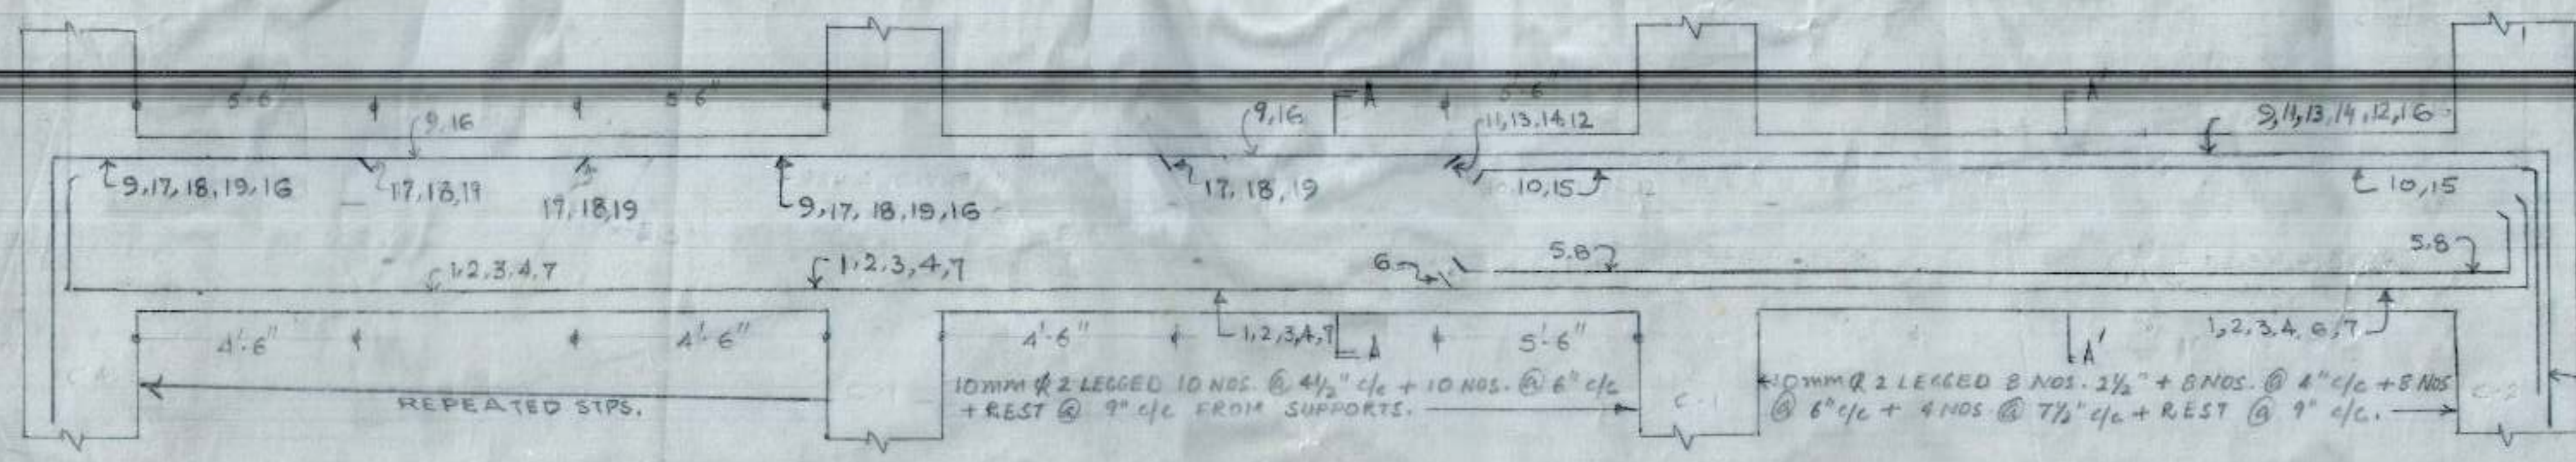 5'-6"
5'-6"
5'-6"
A
A'
9,16
9,16
11,13,14,12
9,11,13,14,12,16
9,17,18,19,16
17,18,19
17,18,19
9,17,18,19,16
17,18,19
10,15
10,15
1,2,3,4,7
1,2,3,4,7
6
5,8
5,8
4'-6"
4'-6"
4'-6"
1,2,3,4,7
A
5'-6"
A'
1,2,3,4,6,7
REPEATED STPS.
10mm Φ 2 LEGGED 10 NOS. @ 4½" c/c + 10 NOS. @ 6" c/c
+ REST @ 9" c/c FROM SUPPORTS.
C-1
10mm Φ 2 LEGGED 8 NOS. 2½" + 8 NOS. @ 4" c/c + 8 NOS
@ 6" c/c + 4 NOS @ 7½" c/c + REST @ 9" c/c.
C-2